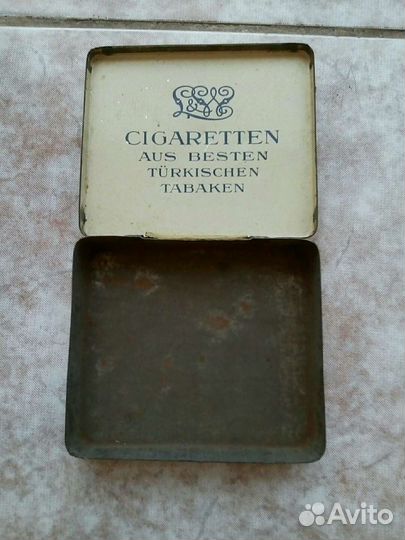 L&W
CIGARETTEN
AUS BESTEN
TÜRKISCHEN
TABAKEN
Avito